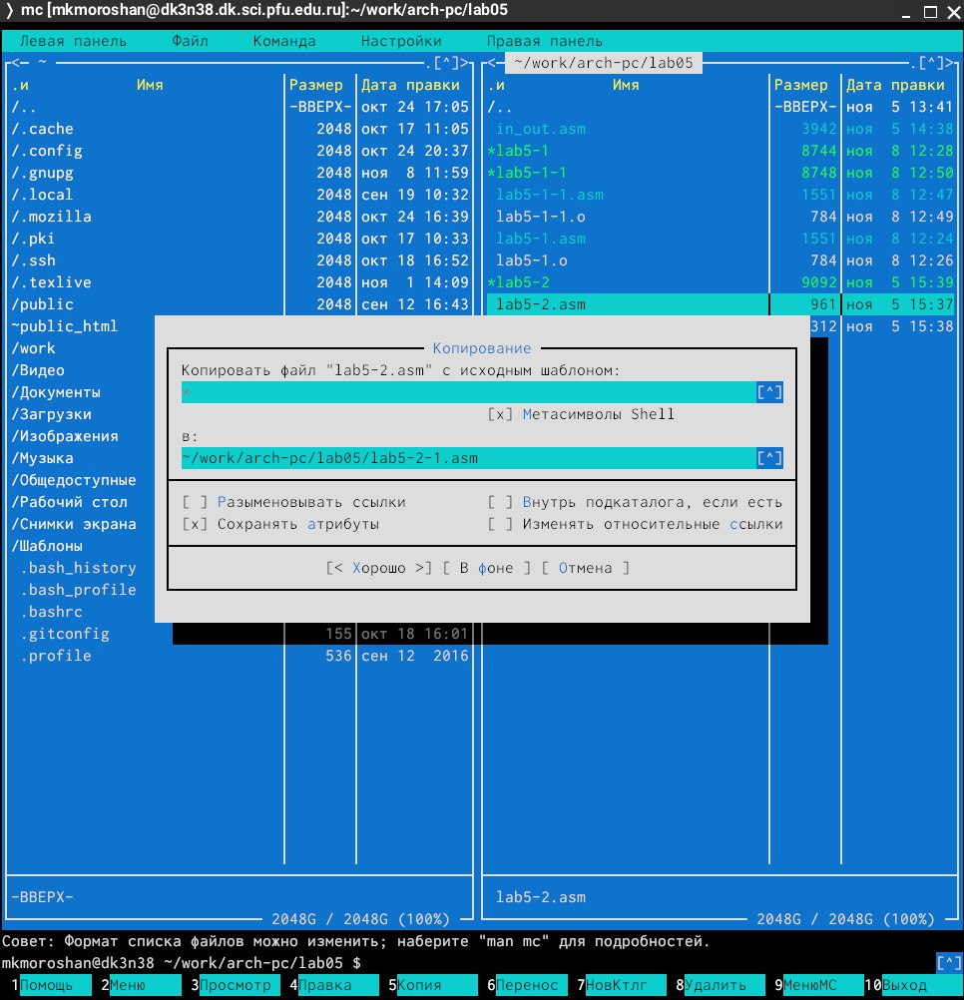 mc [mkmoroshan@dk3n38.dk.sci.pfu.edu.ru]:~/work/arch-pc/lab05
Левая панель Файл Команда Настройки Правая панель
<- ~ .[^]> <- ~/work/arch-pc/lab05 .[^]>
.и Имя Размер Дата правки .и Имя Размер Дата правки
/.. -ВВЕРХ- окт 24 17:05 /.. -ВВЕРХ- ноя 5 13:41
/.cache 2048 окт 17 11:05 in_out.asm 3942 ноя 5 14:38
/.config 2048 окт 24 20:37 *lab5-1 8744 ноя 8 12:28
/.gnupg 2048 ноя 8 11:59 *lab5-1-1 8748 ноя 8 12:50
/.local 2048 сен 19 10:32 lab5-1-1.asm 1551 ноя 8 12:47
/.mozilla 2048 окт 24 16:39 lab5-1-1.o 784 ноя 8 12:49
/.pki 2048 окт 17 10:33 lab5-1.asm 1551 ноя 8 12:24
/.ssh 2048 окт 18 16:52 lab5-1.o 784 ноя 8 12:26
/.texlive 2048 ноя 1 14:09 *lab5-2 9092 ноя 5 15:39
/public 2048 сен 12 16:43 lab5-2.asm 961 ноя 5 15:37
~public_html 312 ноя 5 15:38
/work
/Видео
/Документы
/Загрузки
/Изображения
/Музыка
/Общедоступные
/Рабочий стол
/Снимки экрана
/Шаблоны
.bash_history
.bash_profile
.bashrc
.gitconfig 155 окт 18 16:01
.profile 536 сен 12 2016
Копирование
Копировать файл "lab5-2.asm" с исходным шаблоном:
* [^]
[x] Метасимволы Shell
в:
~/work/arch-pc/lab05/lab5-2-1.asm [^]
[ ] Разыменовывать ссылки [ ] Внутрь подкаталога, если есть
[x] Сохранять атрибуты [ ] Изменять относительные ссылки
[< Хорошо >] [ В фоне ] [ Отмена ]
-ВВЕРХ- lab5-2.asm
2048G / 2048G (100%) 2048G / 2048G (100%)
Совет: Формат списка файлов можно изменить; наберите "man mc" для подробностей.
mkmoroshan@dk3n38 ~/work/arch-pc/lab05 $ [^]
1Помощь 2Меню 3Просмотр 4Правка 5Копия 6Перенос 7НовКтлг 8Удалить 9МенюMC 10Выход